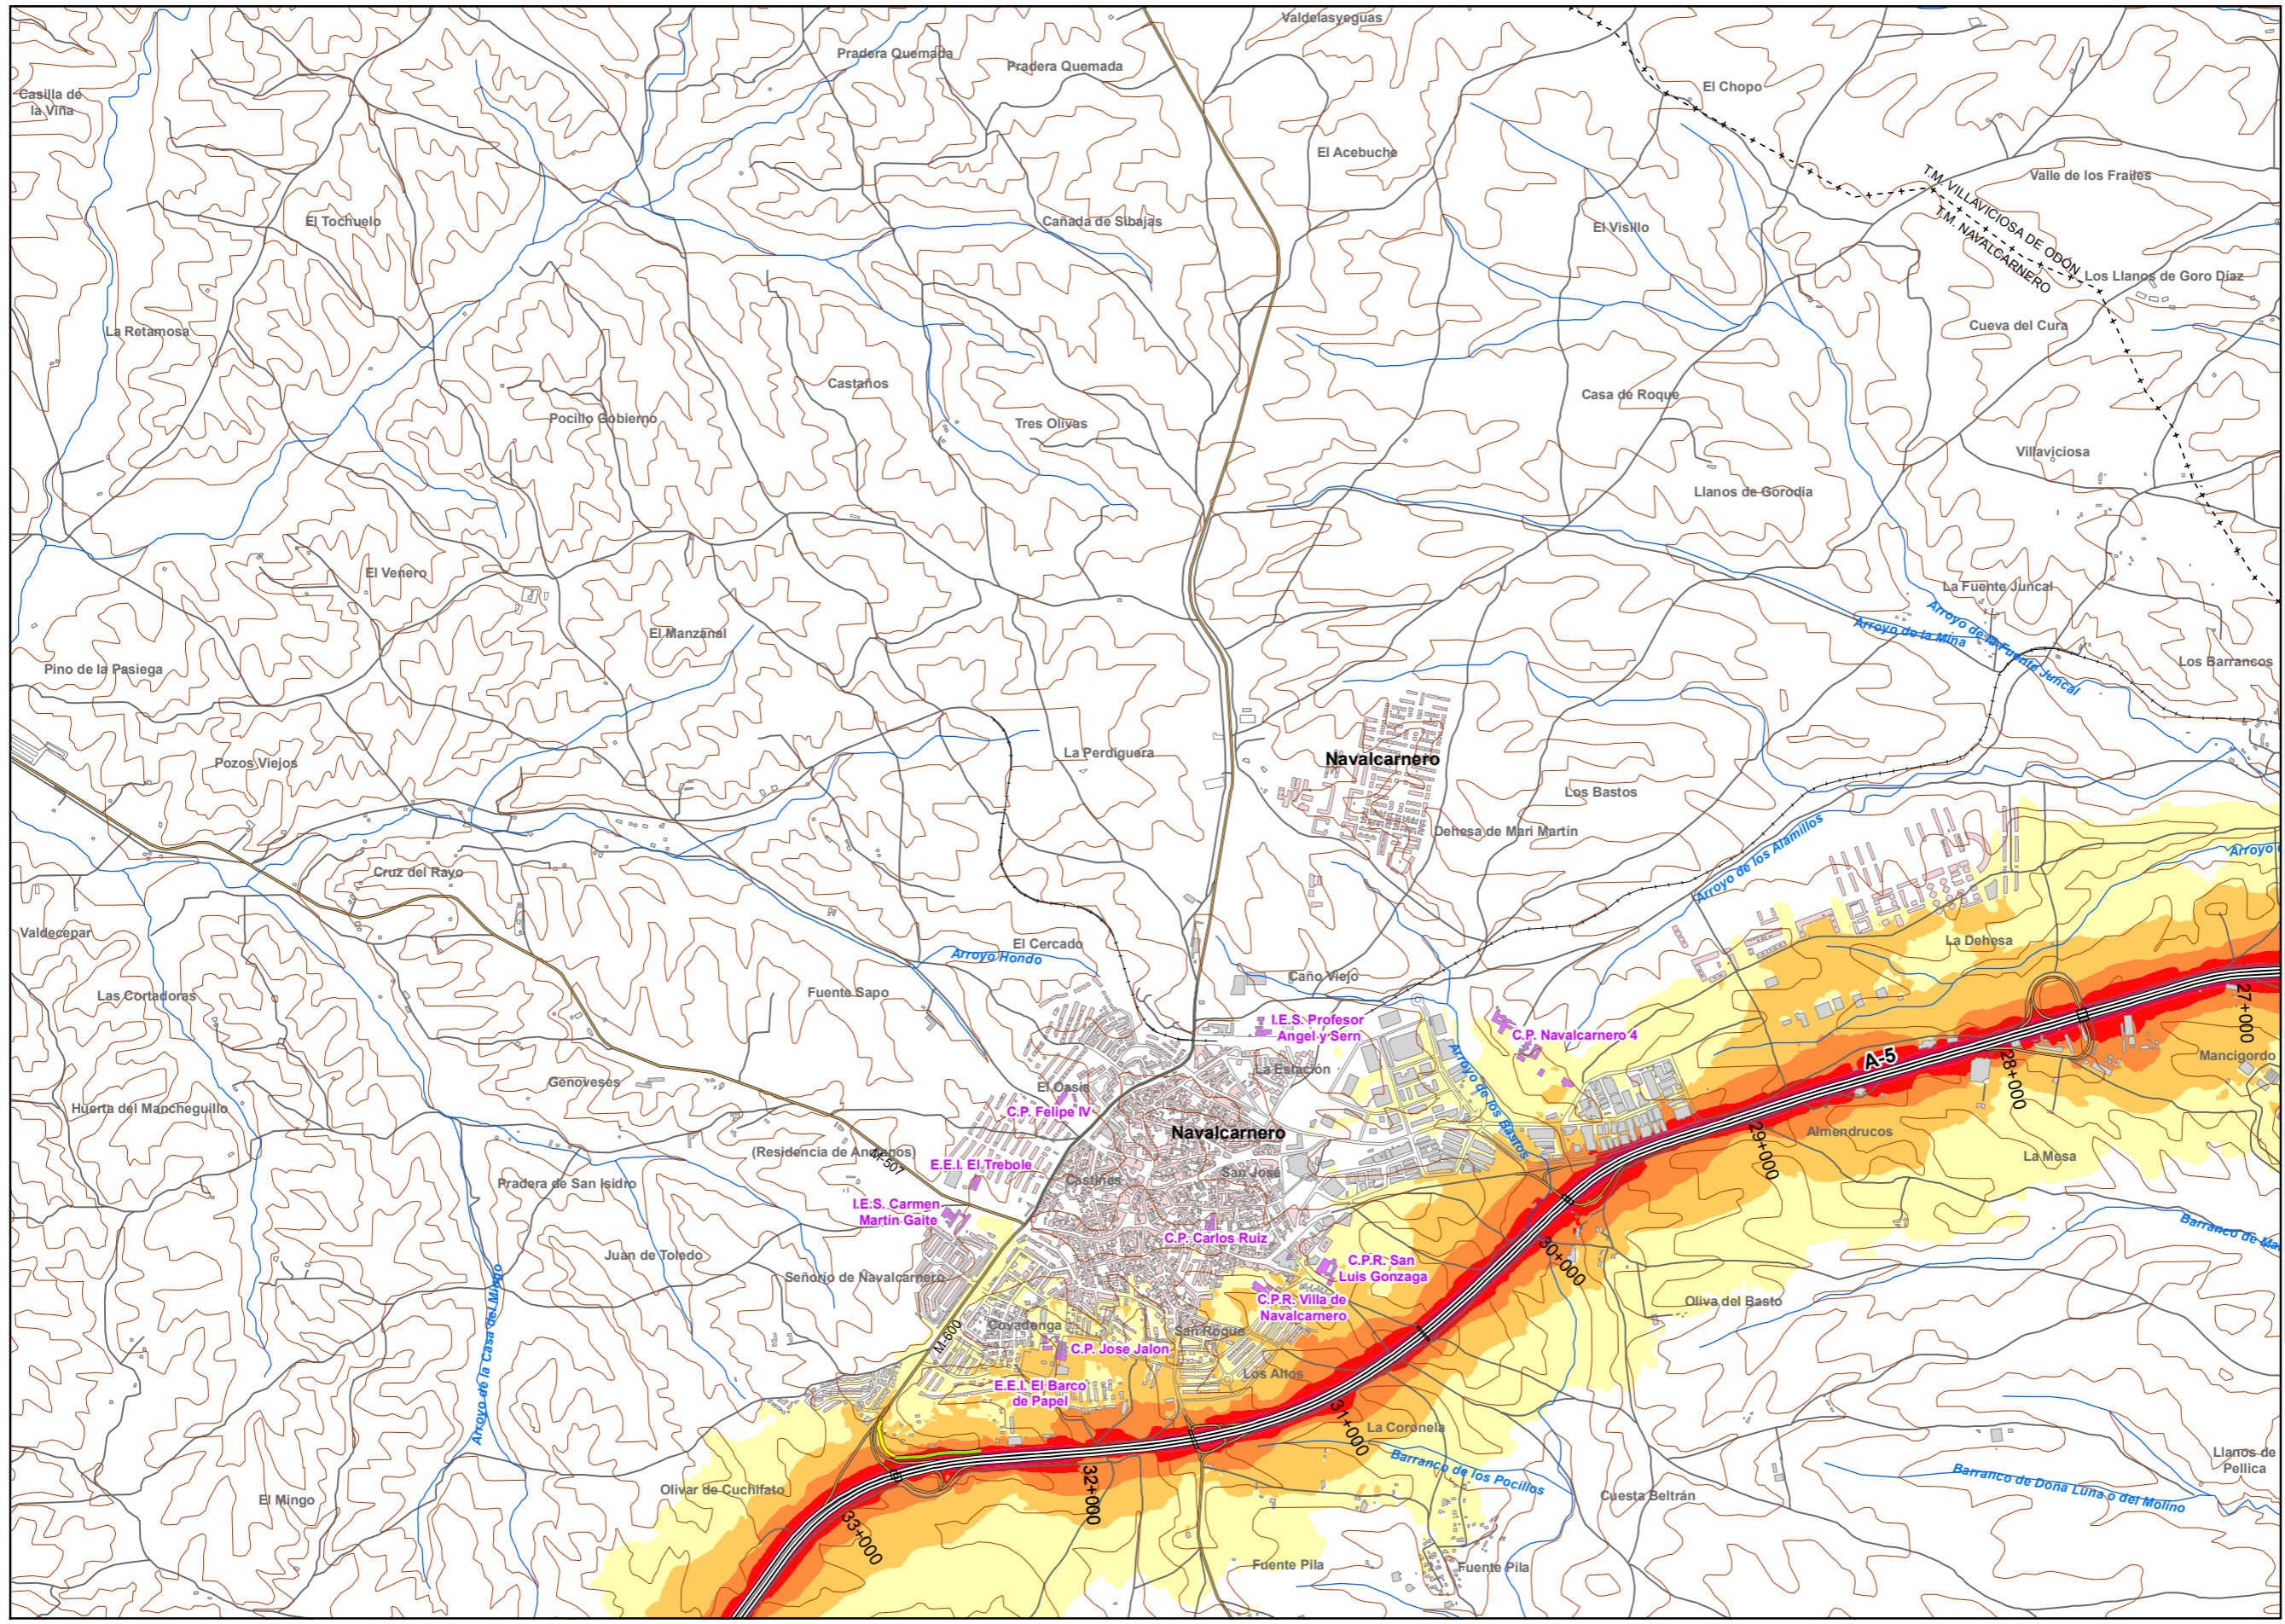 Valdelasyeguas
Pradera Quemada
Pradera Quemada
El Chopo
Casilla de
la Viña
El Acebuche
T.M. VILLAVICIOSA DE ODÓN
T.M. NAVALCARNERO
Valle de los Frailes
El Tochuelo
Cañada de Sibajas
El Visillo
Los Llanos de Goro Díaz
La Retamosa
Cueva del Cura
Castaños
Casa de Roque
Pocillo Gobierno
Tres Olivas
Villaviciosa
Llanos de Gorodia
El Venero
La Fuente Juncal
Arroyo de la Fuente Juncal
Arroyo de la Mina
El Manzanal
Los Barrancos
Pino de la Pasiega
La Perdiguera
Navalcarnero
Pozos Viejos
Los Bastos
Dehesa de Mari Martín
Arroyo de los Alamillos
Arroyo
Cruz del Rayo
Valdecepar
El Cercado
La Dehesa
Arroyo Hondo
Caño Viejo
Las Cortadoras
Fuente Sapo
27+000
I.E.S. Profesor
Angel y Sern
C.P. Navalcarnero 4
A-5
Mancigordo
La Estación
28+000
Arroyo de los Bastos
Genoveses
El Oasis
Huerta del Mancheguillo
C.P. Felipe IV
Navalcarnero
29+000
Almendrucos
(Residencia de Ancianos)
M-507
La Mesa
E.E.I. El Trebole
San José
Castines
Pradera de San Isidro
I.E.S. Carmen
Martín Gaite
Barranco de Ma
C.P. Carlos Ruiz
30+000
Juan de Toledo
C.P.R. San
Luis Gonzaga
Señorio de Navalcarnero
Arroyo de la Casa del Mingo
C.P.R. Villa de
Navalcarnero
Oliva del Basto
Covadonga
San Roque
M-600
C.P. Jose Jalon
Los Altos
E.E.I. El Barco
de Papel
31+000
La Coronela
Llanos de
Pellica
Barranco de los Pocillos
Barranco de Dona Luna o del Molino
Olivar de Cuchifato
32+000
El Mingo
Cuesta Beltrán
33+000
Fuente Pila
Fuente Pila